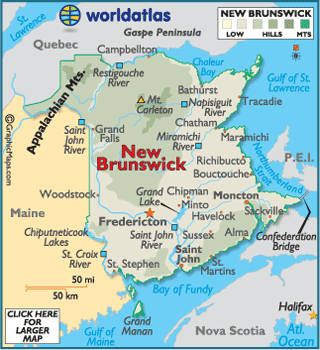 worldatlas
NEW BRUNSWICK
LOW HILLS MTS
St.
Lawrence
Gaspe Peninsula
Quebec
Campbellton
Chaleur
Bay
Gulf of St.
Lawrence
Restigouche
River
Appalachian Mts.
Mt.
Carleton
Bathurst
Napisiguit
River
Tracadie
©GraphicMaps.com
Saint
John
River
Grand
Falls
Chatham
Miramichi
River
Maramichi
New
Brunswick
Richibucto
Bouctouche
Northumberland
Strait
P.E.I.
Woodstock
Grand
Lake
Chipman
Minto
Moncton
Maine
Fredericton
Havelock
Sackville
Chiputneticook
Lakes
Saint John
River
Sussex
Alma
Confederation
Bridge
St. Croix
River
Saint
John
St.
Martins
50 mi
50 km
St. Stephen
Bay of Fundy
CLICK HERE
FOR
LARGER
MAP
Grand
Manan
Gulf of
Maine
Nova Scotia
Halifax
Atl.
Ocean